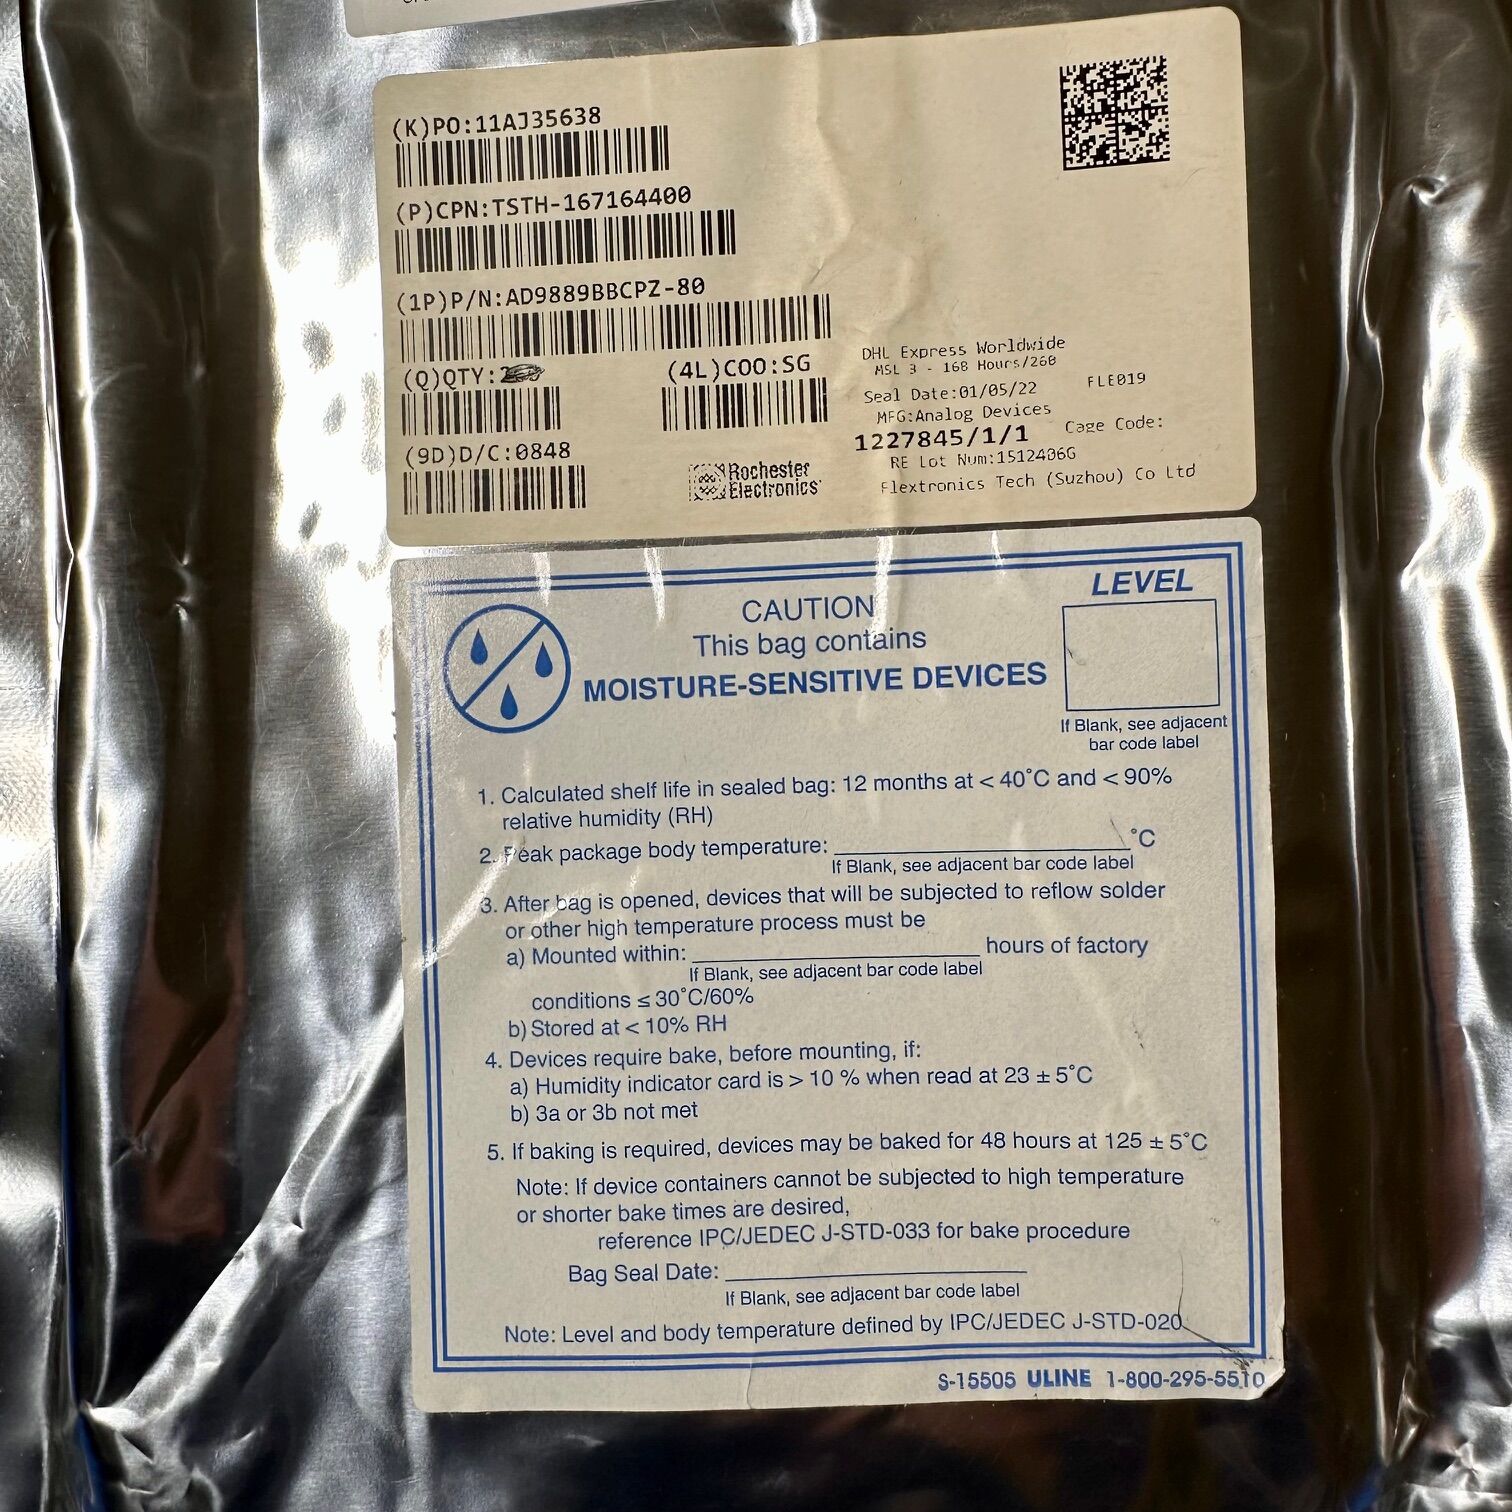 (K)PO:11AJ35638
(P)CPN:TSTH-167164400
(1P)P/N:AD9889BBCPZ-80
(Q)QTY:
(4L)COO:SG
(9D)D/C:0848
Rochester
Electronics
DHL Express Worldwide
MSL 3 - 168 Hours/260
Seal Date:01/05/22 FLE019
MFG:Analog Devices
1227845/1/1 Cage Code:
RE Lot Num:1512406G
Flextronics Tech (Suzhou) Co Ltd
CAUTION
This bag contains
MOISTURE-SENSITIVE DEVICES
LEVEL
If Blank, see adjacent
bar code label
1. Calculated shelf life in sealed bag: 12 months at < 40°C and < 90%
relative humidity (RH)
2. Peak package body temperature: °C
If Blank, see adjacent bar code label
3. After bag is opened, devices that will be subjected to reflow solder
or other high temperature process must be
a) Mounted within: hours of factory
If Blank, see adjacent bar code label
conditions ≤ 30°C/60%
b) Stored at < 10% RH
4. Devices require bake, before mounting, if:
a) Humidity indicator card is > 10 % when read at 23 ± 5°C
b) 3a or 3b not met
5. If baking is required, devices may be baked for 48 hours at 125 ± 5°C
Note: If device containers cannot be subjected to high temperature
or shorter bake times are desired,
reference IPC/JEDEC J-STD-033 for bake procedure
Bag Seal Date:
If Blank, see adjacent bar code label
Note: Level and body temperature defined by IPC/JEDEC J-STD-020
S-15505 ULINE 1-800-295-5510